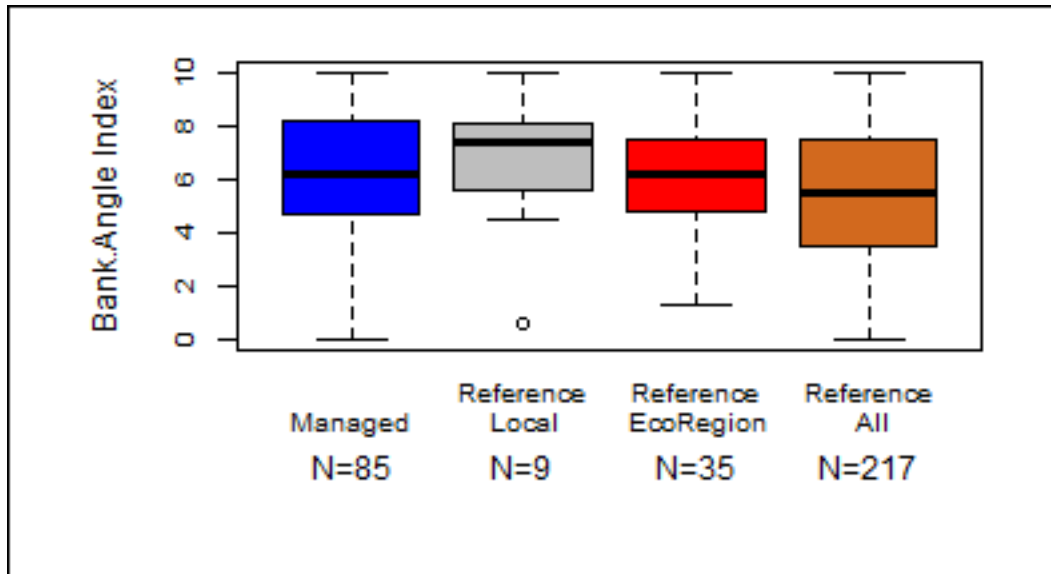 Bank.Angle Index
10
8
6
4
2
0
Managed
Reference
Local
Reference
EcoRegion
Reference
All
N=85
N=9
N=35
N=217